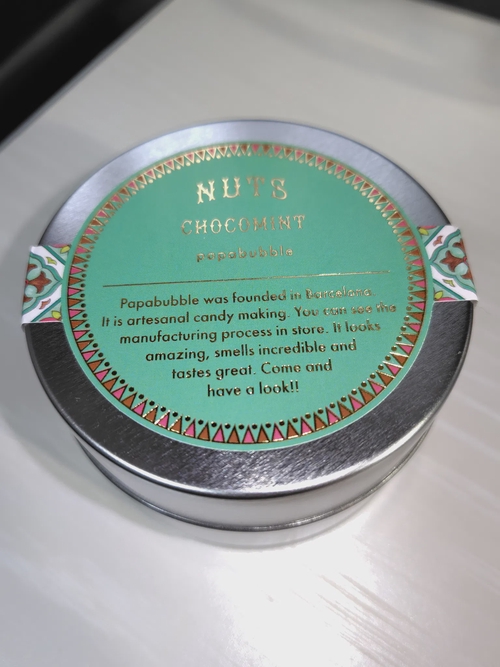 NUTS
CHOCOMINT
papabubble
Papabubble was founded in Barcelona.
It is artesanal candy making. You can see the
manufacturing process in store. It looks
amazing, smells incredible and
tastes great. Come and
have a look!!